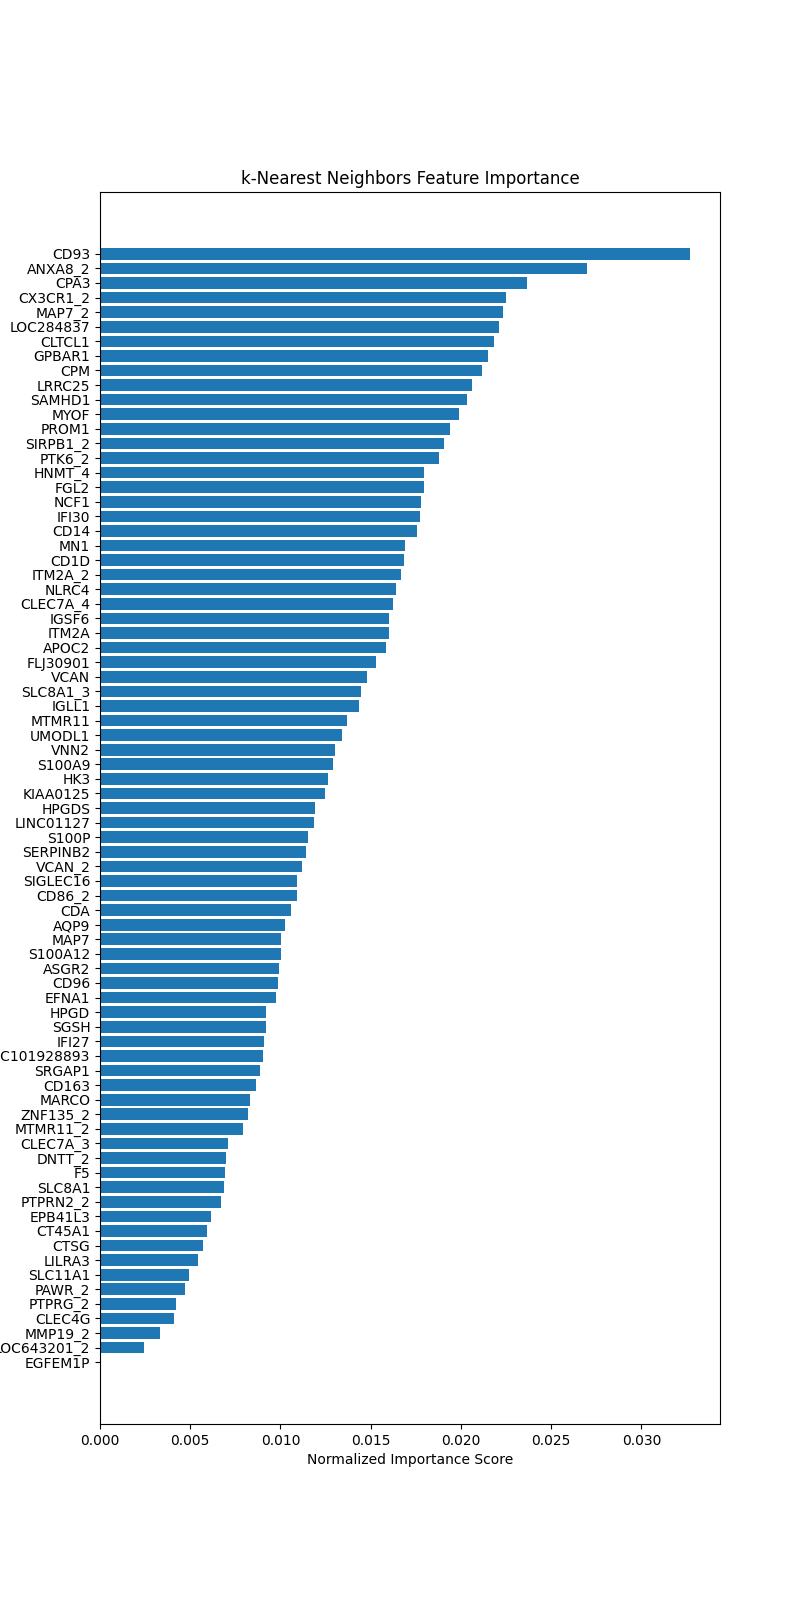 k-Nearest Neighbors Feature Importance
CD93
ANXA8_2
CPA3
CX3CR1_2
MAP7_2
LOC284837
CLTCL1
GPBAR1
CPM
LRRC25
SAMHD1
MYOF
PROM1
SIRPB1_2
PTK6_2
HNMT_4
FGL2
NCF1
IFI30
CD14
MN1
CD1D
ITM2A_2
NLRC4
CLEC7A_4
IGSF6
ITM2A
APOC2
FLJ30901
VCAN
SLC8A1_3
IGLL1
MTMR11
UMODL1
VNN2
S100A9
HK3
KIAA0125
HPGDS
LINC01127
S100P
SERPINB2
VCAN_2
SIGLEC16
CD86_2
CDA
AQP9
MAP7
S100A12
ASGR2
CD96
EFNA1
HPGD
SGSH
IFI27
C101928893
SRGAP1
CD163
MARCO
ZNF135_2
MTMR11_2
CLEC7A_3
DNTT_2
F5
SLC8A1
PTPRN2_2
EPB41L3
CT45A1
CTSG
LILRA3
SLC11A1
PAWR_2
PTPRG_2
CLEC4G
MMP19_2
OC643201_2
EGFEM1P
0.000 0.005 0.010 0.015 0.020 0.025 0.030
Normalized Importance Score